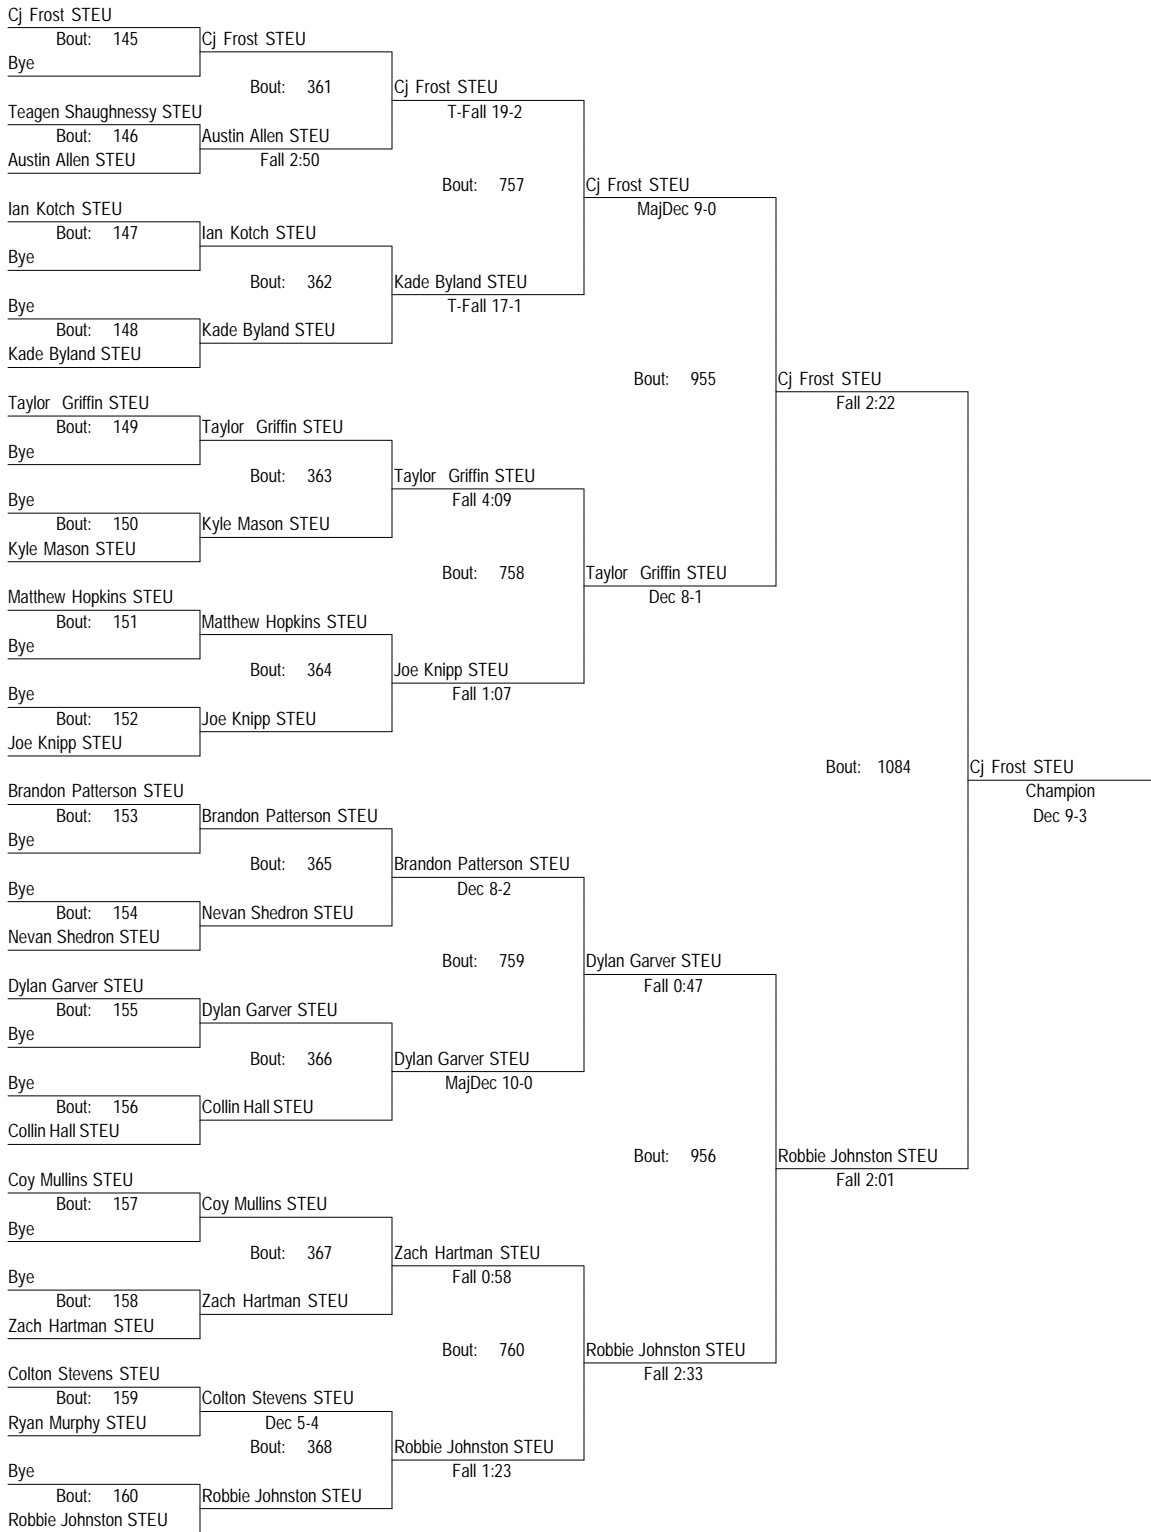 Cj Frost STEU
Bout: 145 Cj Frost STEU
Bye
Bout: 361 Cj Frost STEU
Teagen Shaughnessy STEU T-Fall 19-2
Bout: 146 Austin Allen STEU
Austin Allen STEU Fall 2:50
Bout: 757 Cj Frost STEU
Ian Kotch STEU MajDec 9-0
Bout: 147 Ian Kotch STEU
Bye
Bout: 362 Kade Byland STEU
Bye T-Fall 17-1
Bout: 148 Kade Byland STEU
Kade Byland STEU
Bout: 955 Cj Frost STEU
Taylor Griffin STEU Fall 2:22
Bout: 149 Taylor Griffin STEU
Bye
Bout: 363 Taylor Griffin STEU
Bye Fall 4:09
Bout: 150 Kyle Mason STEU
Kyle Mason STEU
Bout: 758 Taylor Griffin STEU
Matthew Hopkins STEU Dec 8-1
Bout: 151 Matthew Hopkins STEU
Bye
Bout: 364 Joe Knipp STEU
Bye Fall 1:07
Bout: 152 Joe Knipp STEU
Joe Knipp STEU
Bout: 1084 Cj Frost STEU
Brandon Patterson STEU Champion
Bout: 153 Brandon Patterson STEU Dec 9-3
Bye
Bout: 365 Brandon Patterson STEU
Bye Dec 8-2
Bout: 154 Nevan Shedron STEU
Nevan Shedron STEU
Bout: 759 Dylan Garver STEU
Dylan Garver STEU Fall 0:47
Bout: 155 Dylan Garver STEU
Bye
Bout: 366 Dylan Garver STEU
Bye MajDec 10-0
Bout: 156 Collin Hall STEU
Collin Hall STEU
Bout: 956 Robbie Johnston STEU
Coy Mullins STEU Fall 2:01
Bout: 157 Coy Mullins STEU
Bye
Bout: 367 Zach Hartman STEU
Bye Fall 0:58
Bout: 158 Zach Hartman STEU
Zach Hartman STEU
Bout: 760 Robbie Johnston STEU
Colton Stevens STEU Fall 2:33
Bout: 159 Colton Stevens STEU
Ryan Murphy STEU Dec 5-4
Bout: 368 Robbie Johnston STEU
Bye Fall 1:23
Bout: 160 Robbie Johnston STEU
Robbie Johnston STEU